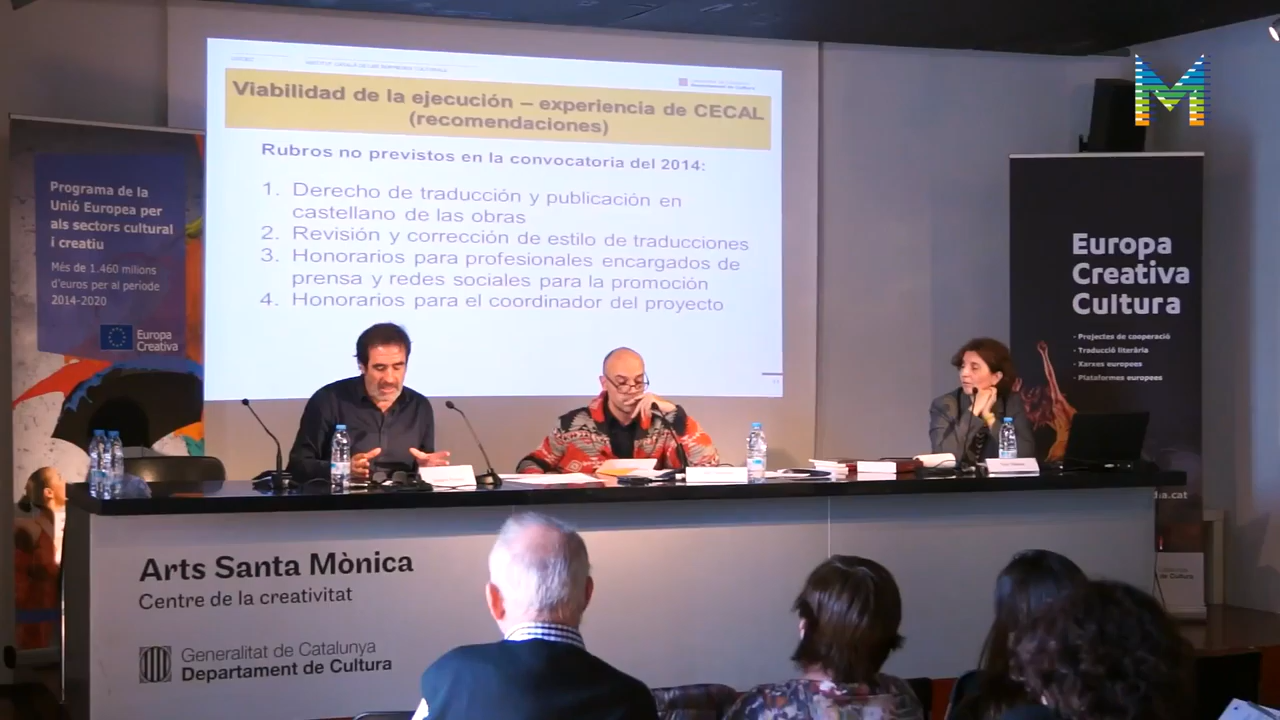 Viabilidad de la ejecución – experiencia de CECAL
(recomendaciones)
Rubros no previstos en la convocatoria del 2014:
1. Derecho de traducción y publicación en
castellano de las obras
2. Revisión y corrección de estilo de traducciones
3. Honorarios para profesionales encargados de
prensa y redes sociales para la promoción
4. Honorarios para el coordinador del proyecto
Programa de la
Unió Europea per
als sectors cultural
i creatiu
Més de 1.460 milions
d'euros per al període
2014-2020
Europa
Creativa
M
Europa
Creativa
Cultura
- Projectes de cooperació
- Traducció literària
- Xarxes europees
- Plataformes europees
Arts Santa Mònica
Centre de la creativitat
Generalitat de Catalunya
Departament de Cultura